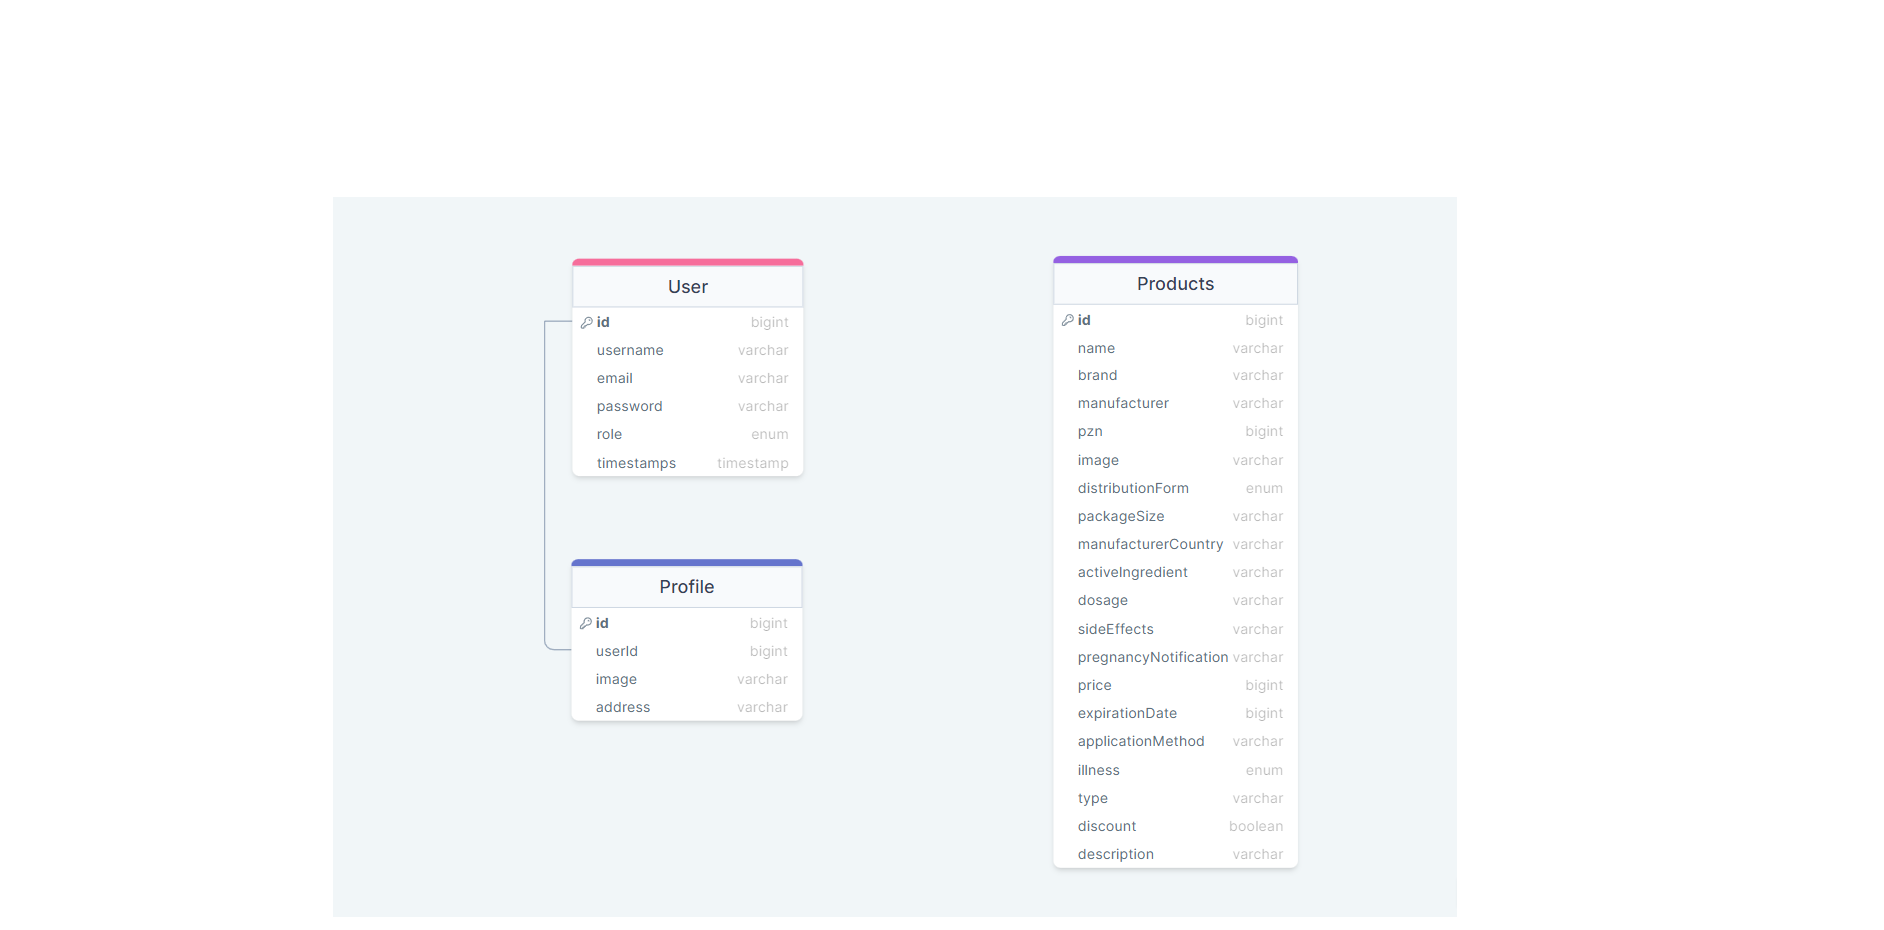 User
id bigint
username varchar
email varchar
password varchar
role enum
timestamps timestamp
Profile
id bigint
userId bigint
image varchar
address varchar
Products
id bigint
name varchar
brand varchar
manufacturer varchar
pzn bigint
image varchar
distributionForm enum
packageSize varchar
manufacturerCountry varchar
activeIngredient varchar
dosage varchar
sideEffects varchar
pregnancyNotification varchar
price bigint
expirationDate bigint
applicationMethod varchar
illness enum
type varchar
discount boolean
description varchar